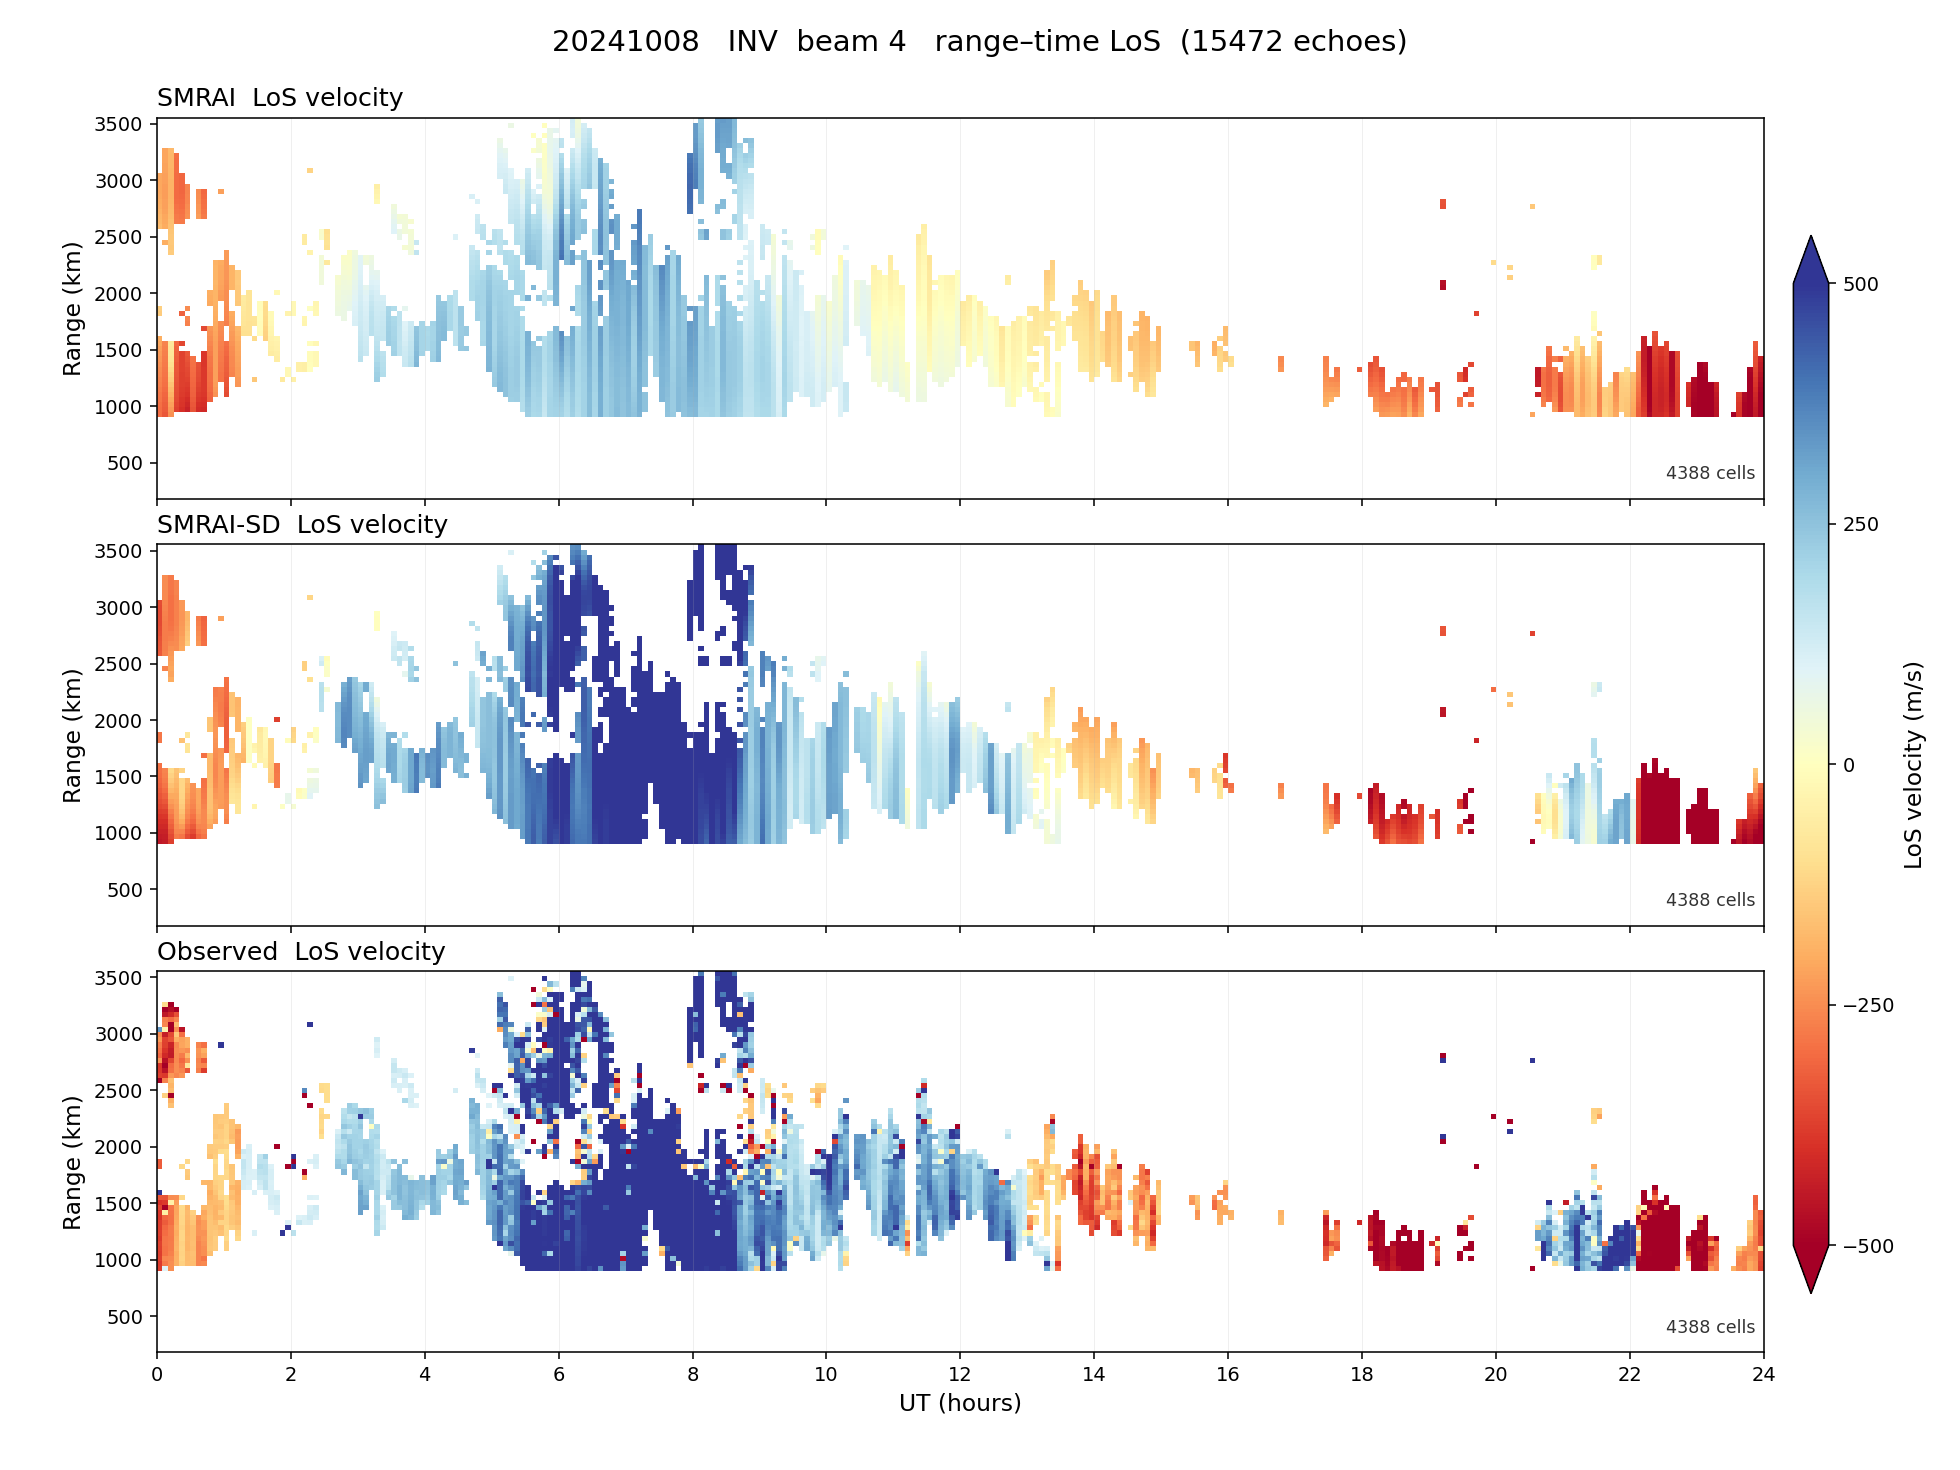 20241008 INV beam 4 range–time LoS (15472 echoes)
SMRAI LoS velocity
3500
3000
2500
2000
1500
1000
500
Range (km)
4388 cells
SMRAI-SD LoS velocity
3500
3000
2500
2000
1500
1000
500
Range (km)
4388 cells
Observed LoS velocity
3500
3000
2500
2000
1500
1000
500
Range (km)
4388 cells
0 2 4 6 8 10 12 14 16 18 20 22 24
UT (hours)
500
250
0
−250
−500
LoS velocity (m/s)